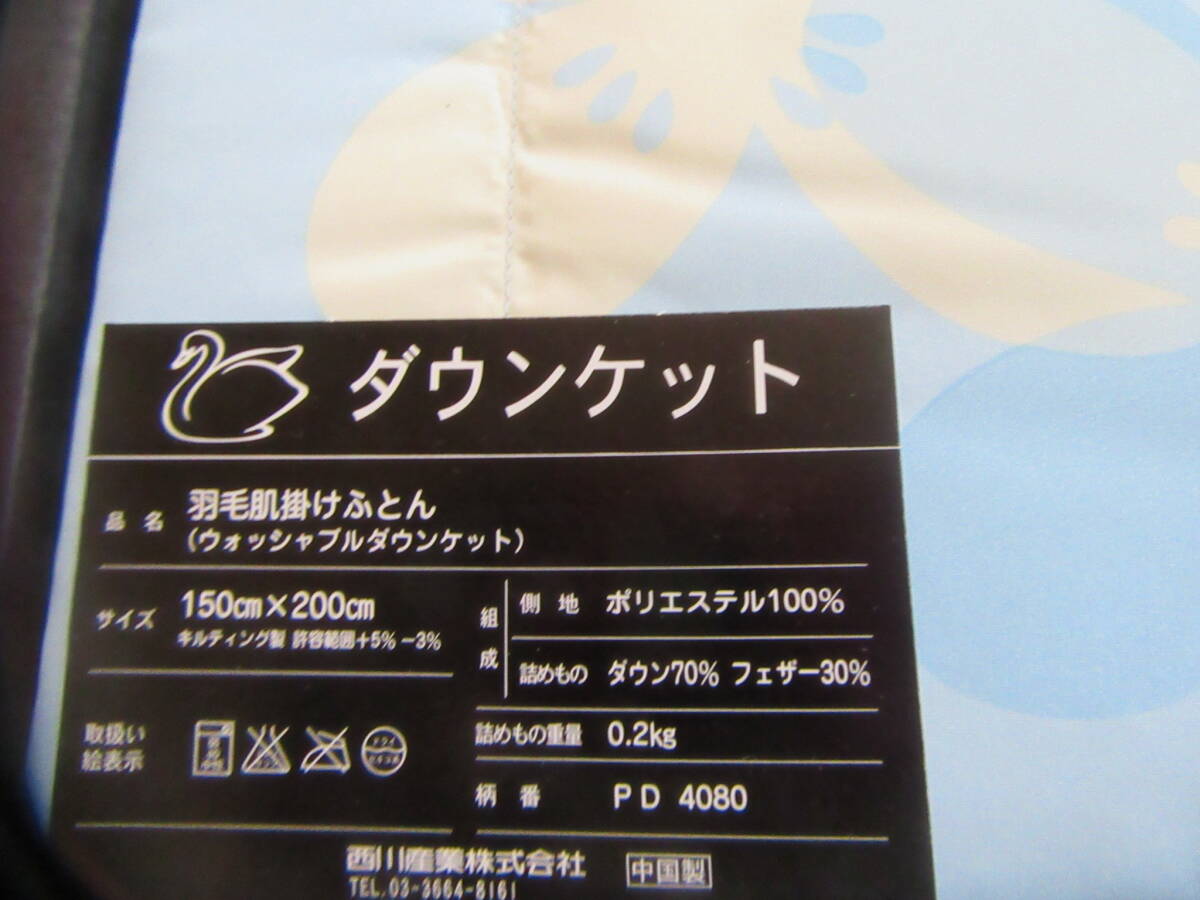 ダウンケット
品名 羽毛肌掛けふとん
(ウォッシャブルダウンケット)
サイズ 150cm×200cm
キルティング製 許容範囲+5% −3%
組成 側地 ポリエステル100%
詰めもの ダウン70% フェザー30%
取扱い
絵表示
詰めもの重量 0.2kg
柄番 PD 4080
西川産業株式会社 中国製
TEL.03-3664-8161